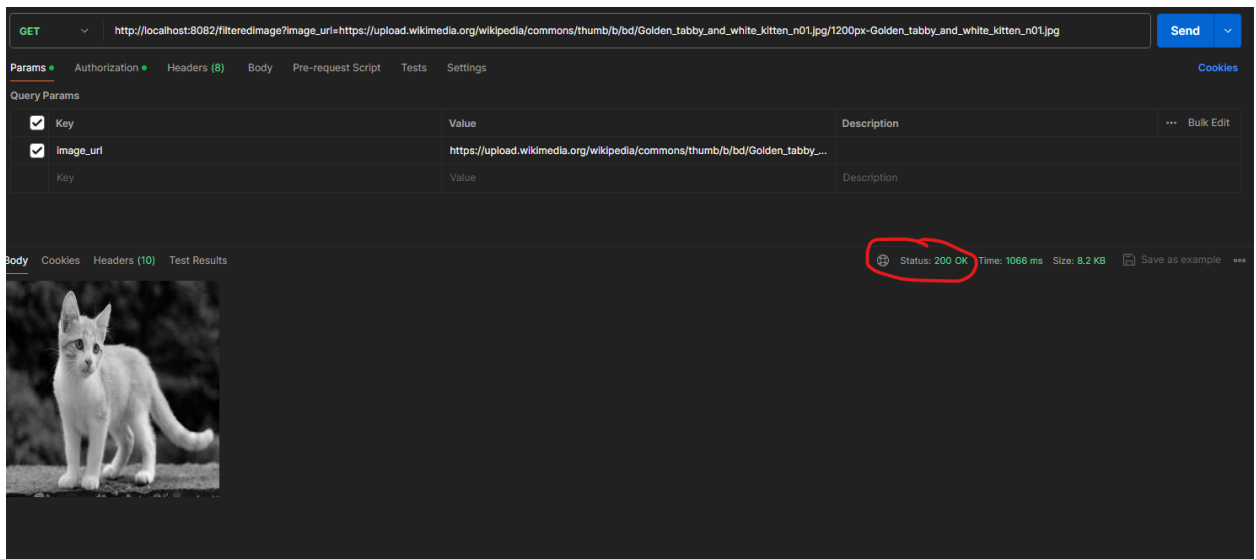 GET http://localhost:8082/filteredimage?image_url=https://upload.wikimedia.org/wikipedia/commons/thumb/b/bd/Golden_tabby_and_white_kitten_n01.jpg/1200px-Golden_tabby_and_white_kitten_n01.jpg Send
Params Authorization Headers (8) Body Pre-request Script Tests Settings Cookies
Query Params
Key Value Description ••• Bulk Edit
image_url https://upload.wikimedia.org/wikipedia/commons/thumb/b/bd/Golden_tabby_...
Key Value Description
Body Cookies Headers (10) Test Results Status: 200 OK Time: 1066 ms Size: 8.2 KB Save as example